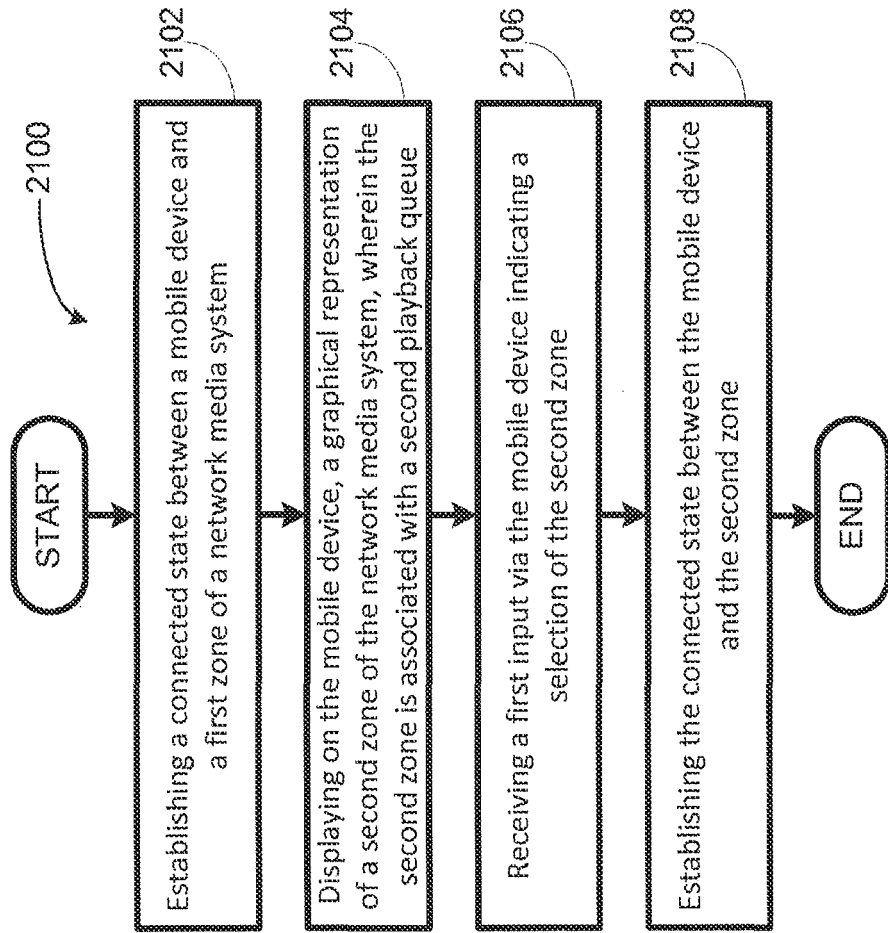 2100
START
Establishing a connected state between a mobile device and
a first zone of a network media system
2102
Displaying on the mobile device, a graphical representation
of a second zone of the network media system, wherein the
second zone is associated with a second playback queue
2104
Receiving a first input via the mobile device indicating a
selection of the second zone
2106
Establishing the connected state between the mobile device
and the second zone
2108
END